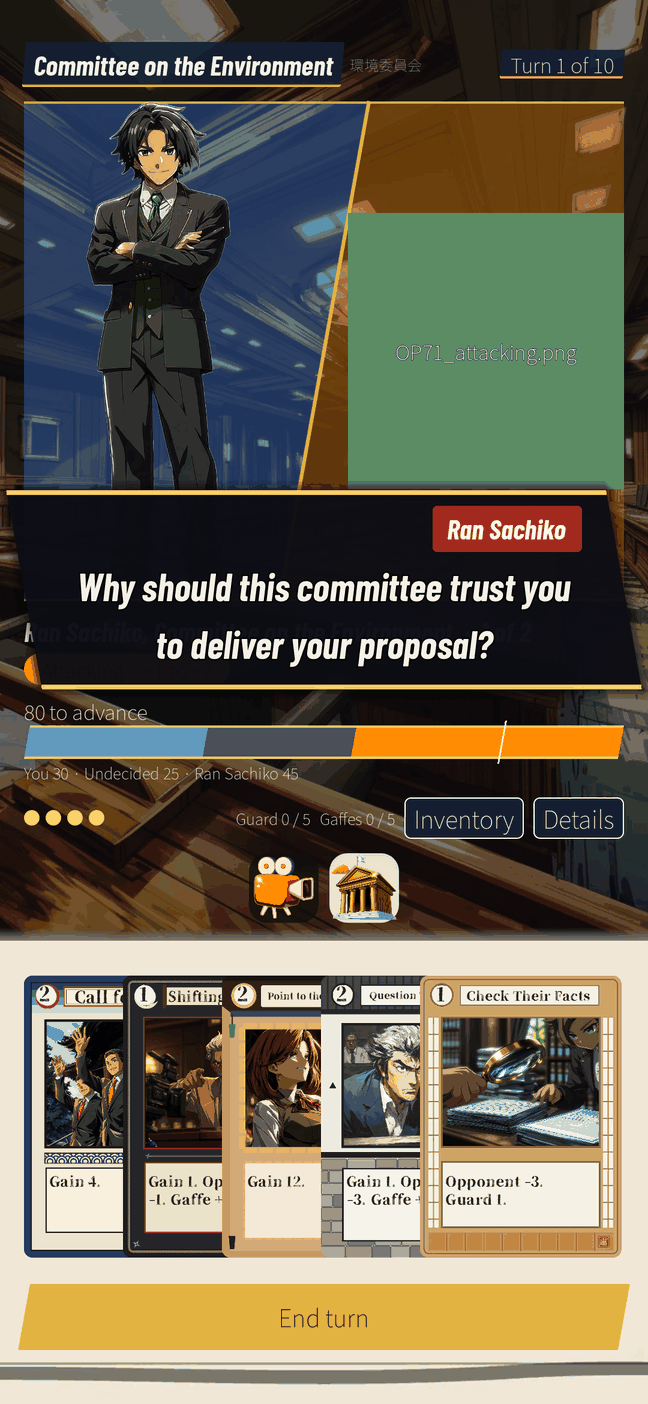 Committee on the Environment
環境委員会
Turn 1 of 10
OP71_attacking.png
Ran Sachiko
Why should this committee trust you
to deliver your proposal?
80 to advance
You 30 · Undecided 25 · Ran Sachiko 45
Guard 0 / 5 Gaffes 0 / 5
Inventory
Details
2
Call f
1
Shifting
2
Point to the
2
Question
1
Check Their Facts
Gain 4.
Gain 1. Op
-1. Gaffe +
Gain 12.
Gain 1. Op
-3. Gaffe +
Opponent -3.
Guard 1.
End turn